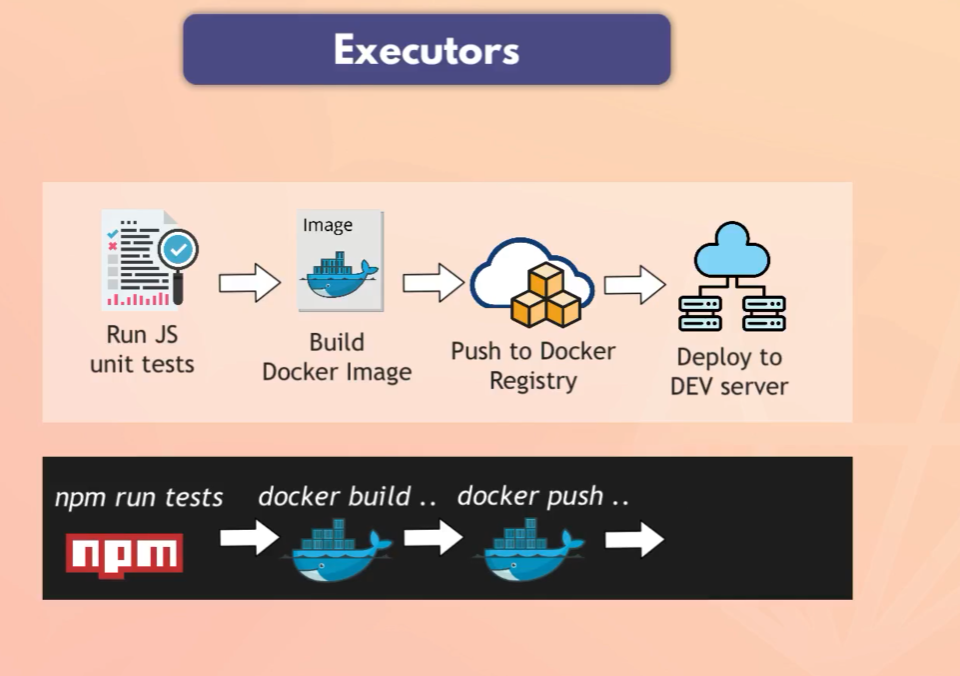 Executors
Image
Run JS
unit tests
Build
Docker Image
Push to Docker
Registry
Deploy to
DEV server
npm run tests
docker build ..
docker push ..
npm